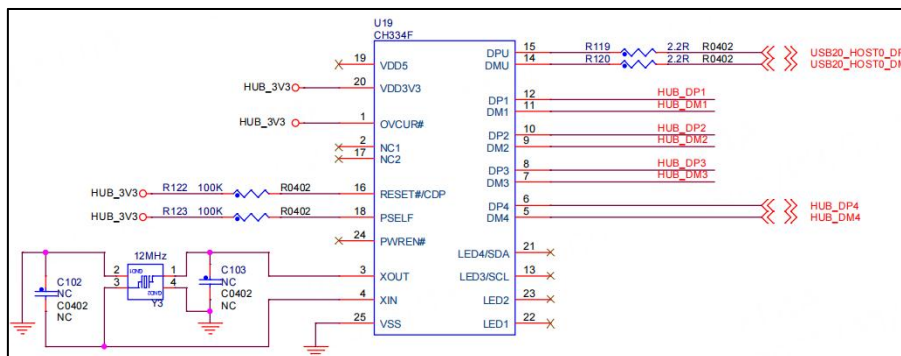 U19
CH334F
19 VDD5
HUB_3V3 20 VDD3V3
HUB_3V3 1 OVCUR#
2 NC1
17 NC2
HUB_3V3 R122 100K R0402 16 RESET#/CDP
HUB_3V3 R123 100K R0402 18 PSELF
24 PWREN#
3 XOUT
4 XIN
25 VSS
DPU 15 R119 2.2R R0402 USB20_HOST0_DP
DMU 14 R120 2.2R R0402 USB20_HOST0_DM
DP1 12 HUB_DP1
DM1 11 HUB_DM1
DP2 10 HUB_DP2
DM2 9 HUB_DM2
DP3 8 HUB_DP3
DM3 7 HUB_DM3
DP4 6 HUB_DP4
DM4 5 HUB_DM4
LED4/SDA 21
LED3/SCL 13
LED2 23
LED1 22
12MHz
2 1
3 4
Y3
C102
NC
C0402
NC
C103
NC
C0402
NC